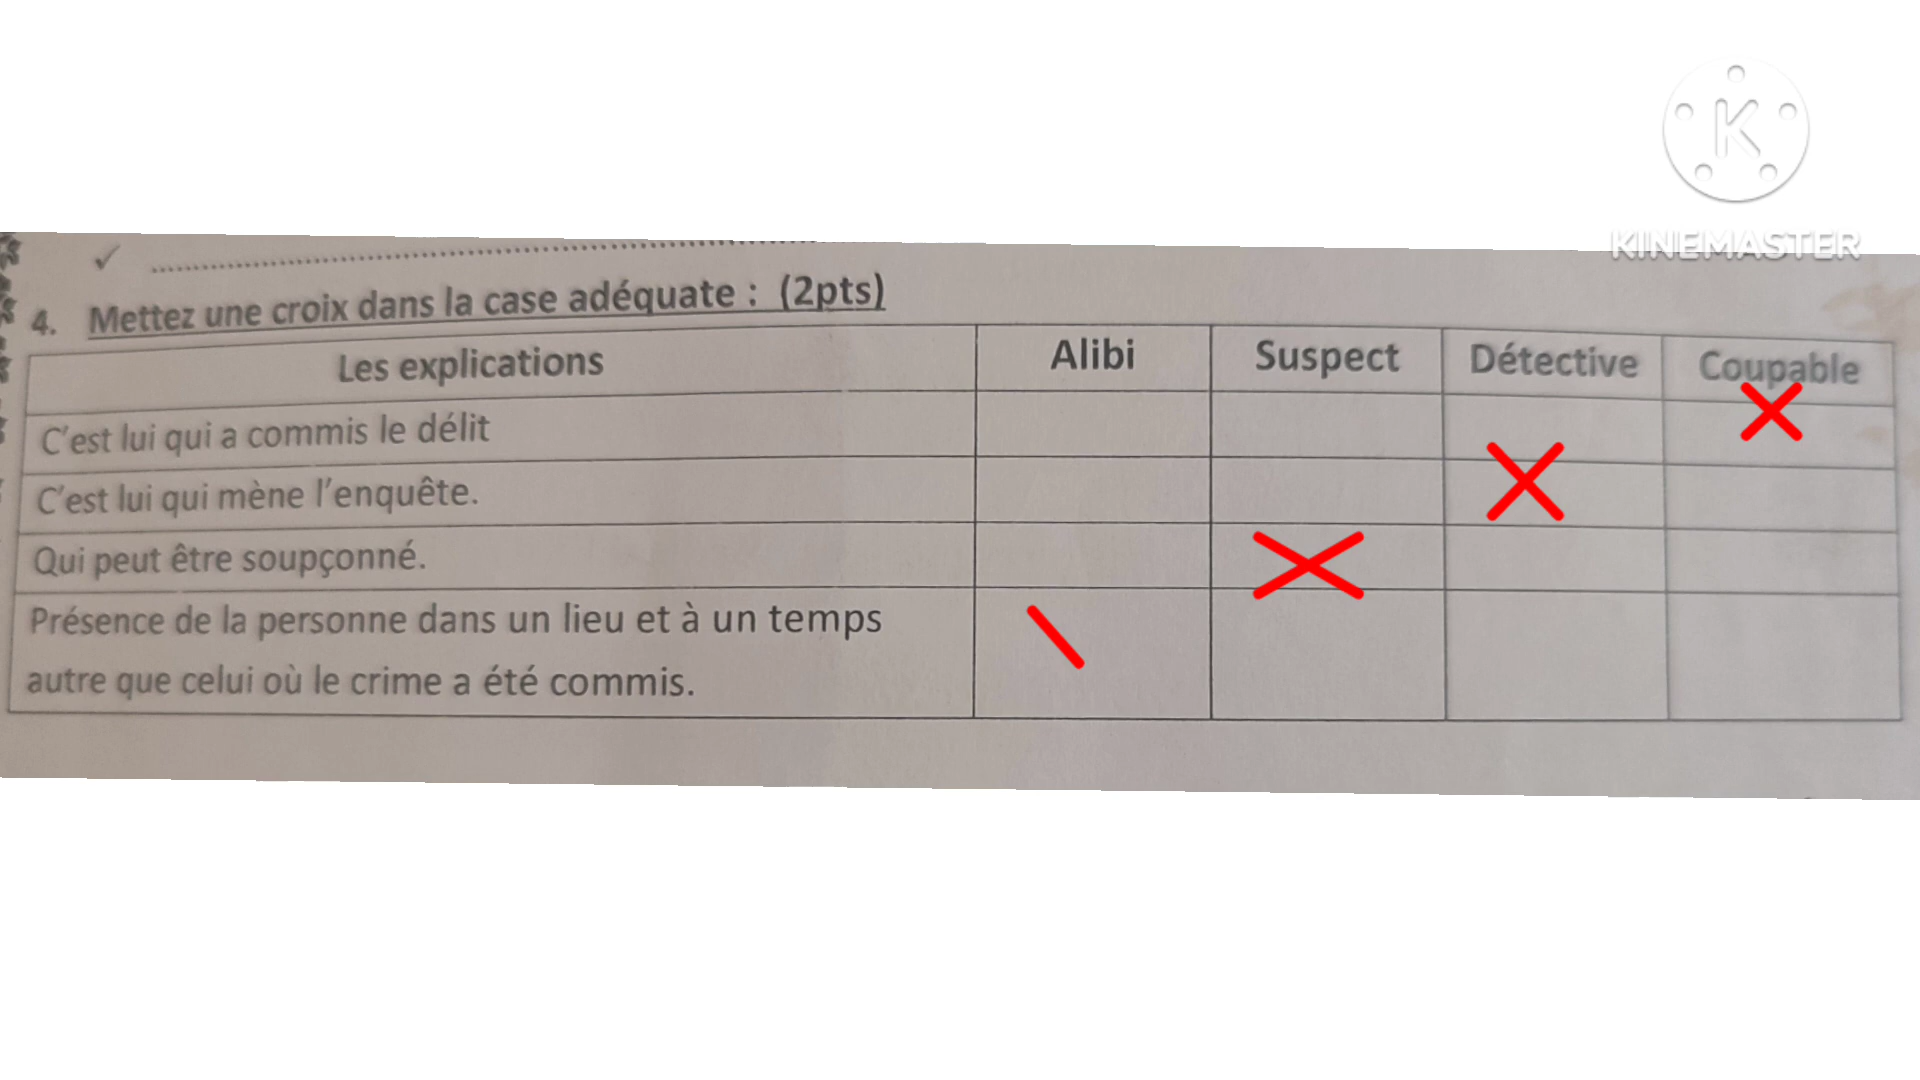 K
KINEMASTER
4. Mettez une croix dans la case adéquate : (2pts)
Les explications Alibi Suspect Détective Coupable
C'est lui qui a commis le délit
C'est lui qui mène l'enquête.
Qui peut être soupçonné.
Présence de la personne dans un lieu et à un temps
autre que celui où le crime a été commis.